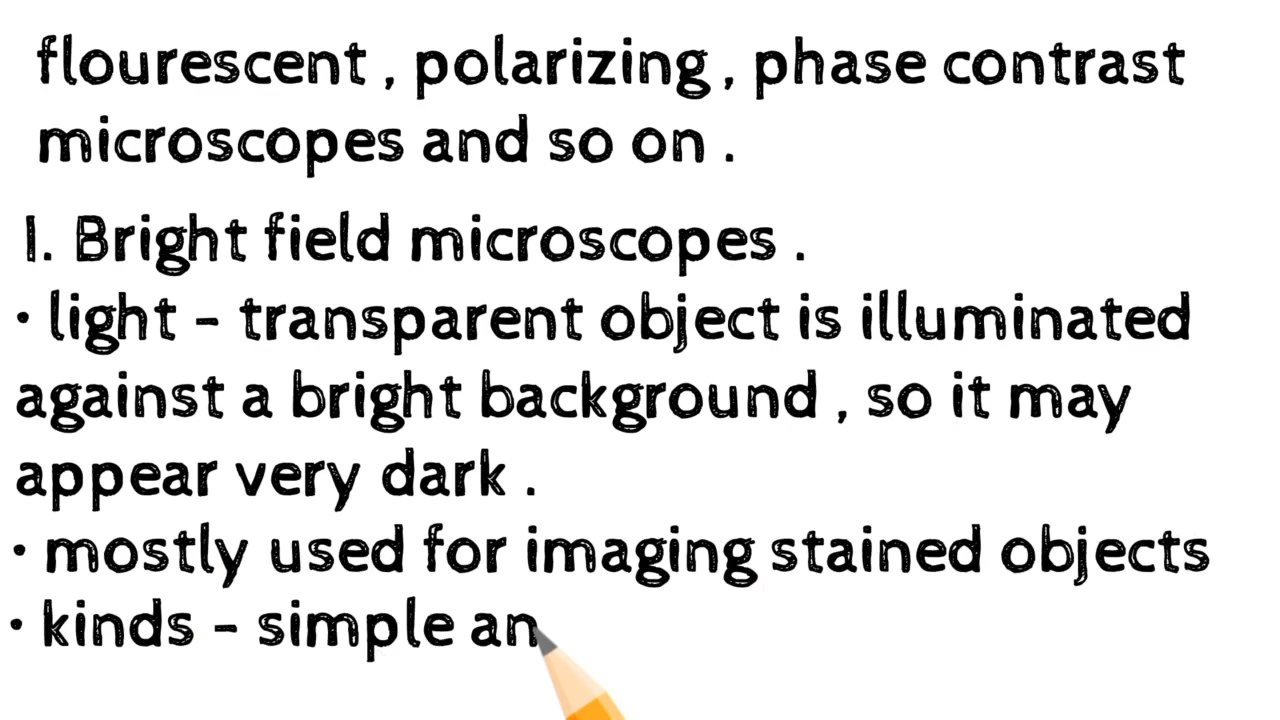 flourescent , polarizing , phase contrast
microscopes and so on .
I. Bright field microscopes .
• light - transparent object is illuminated
against a bright background , so it may
appear very dark .
• mostly used for imaging stained objects
• kinds - simple an